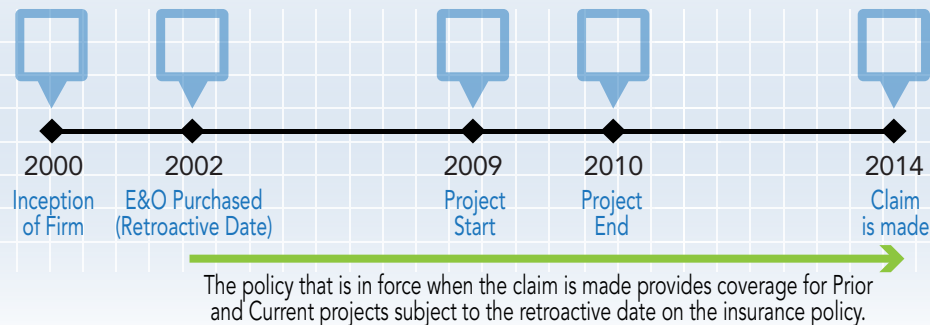 2000
Inception
of Firm
2002
E&O Purchased
(Retroactive Date)
2009
Project
Start
2010
Project
End
2014
Claim
is made
The policy that is in force when the claim is made provides coverage for Prior
and Current projects subject to the retroactive date on the insurance policy.